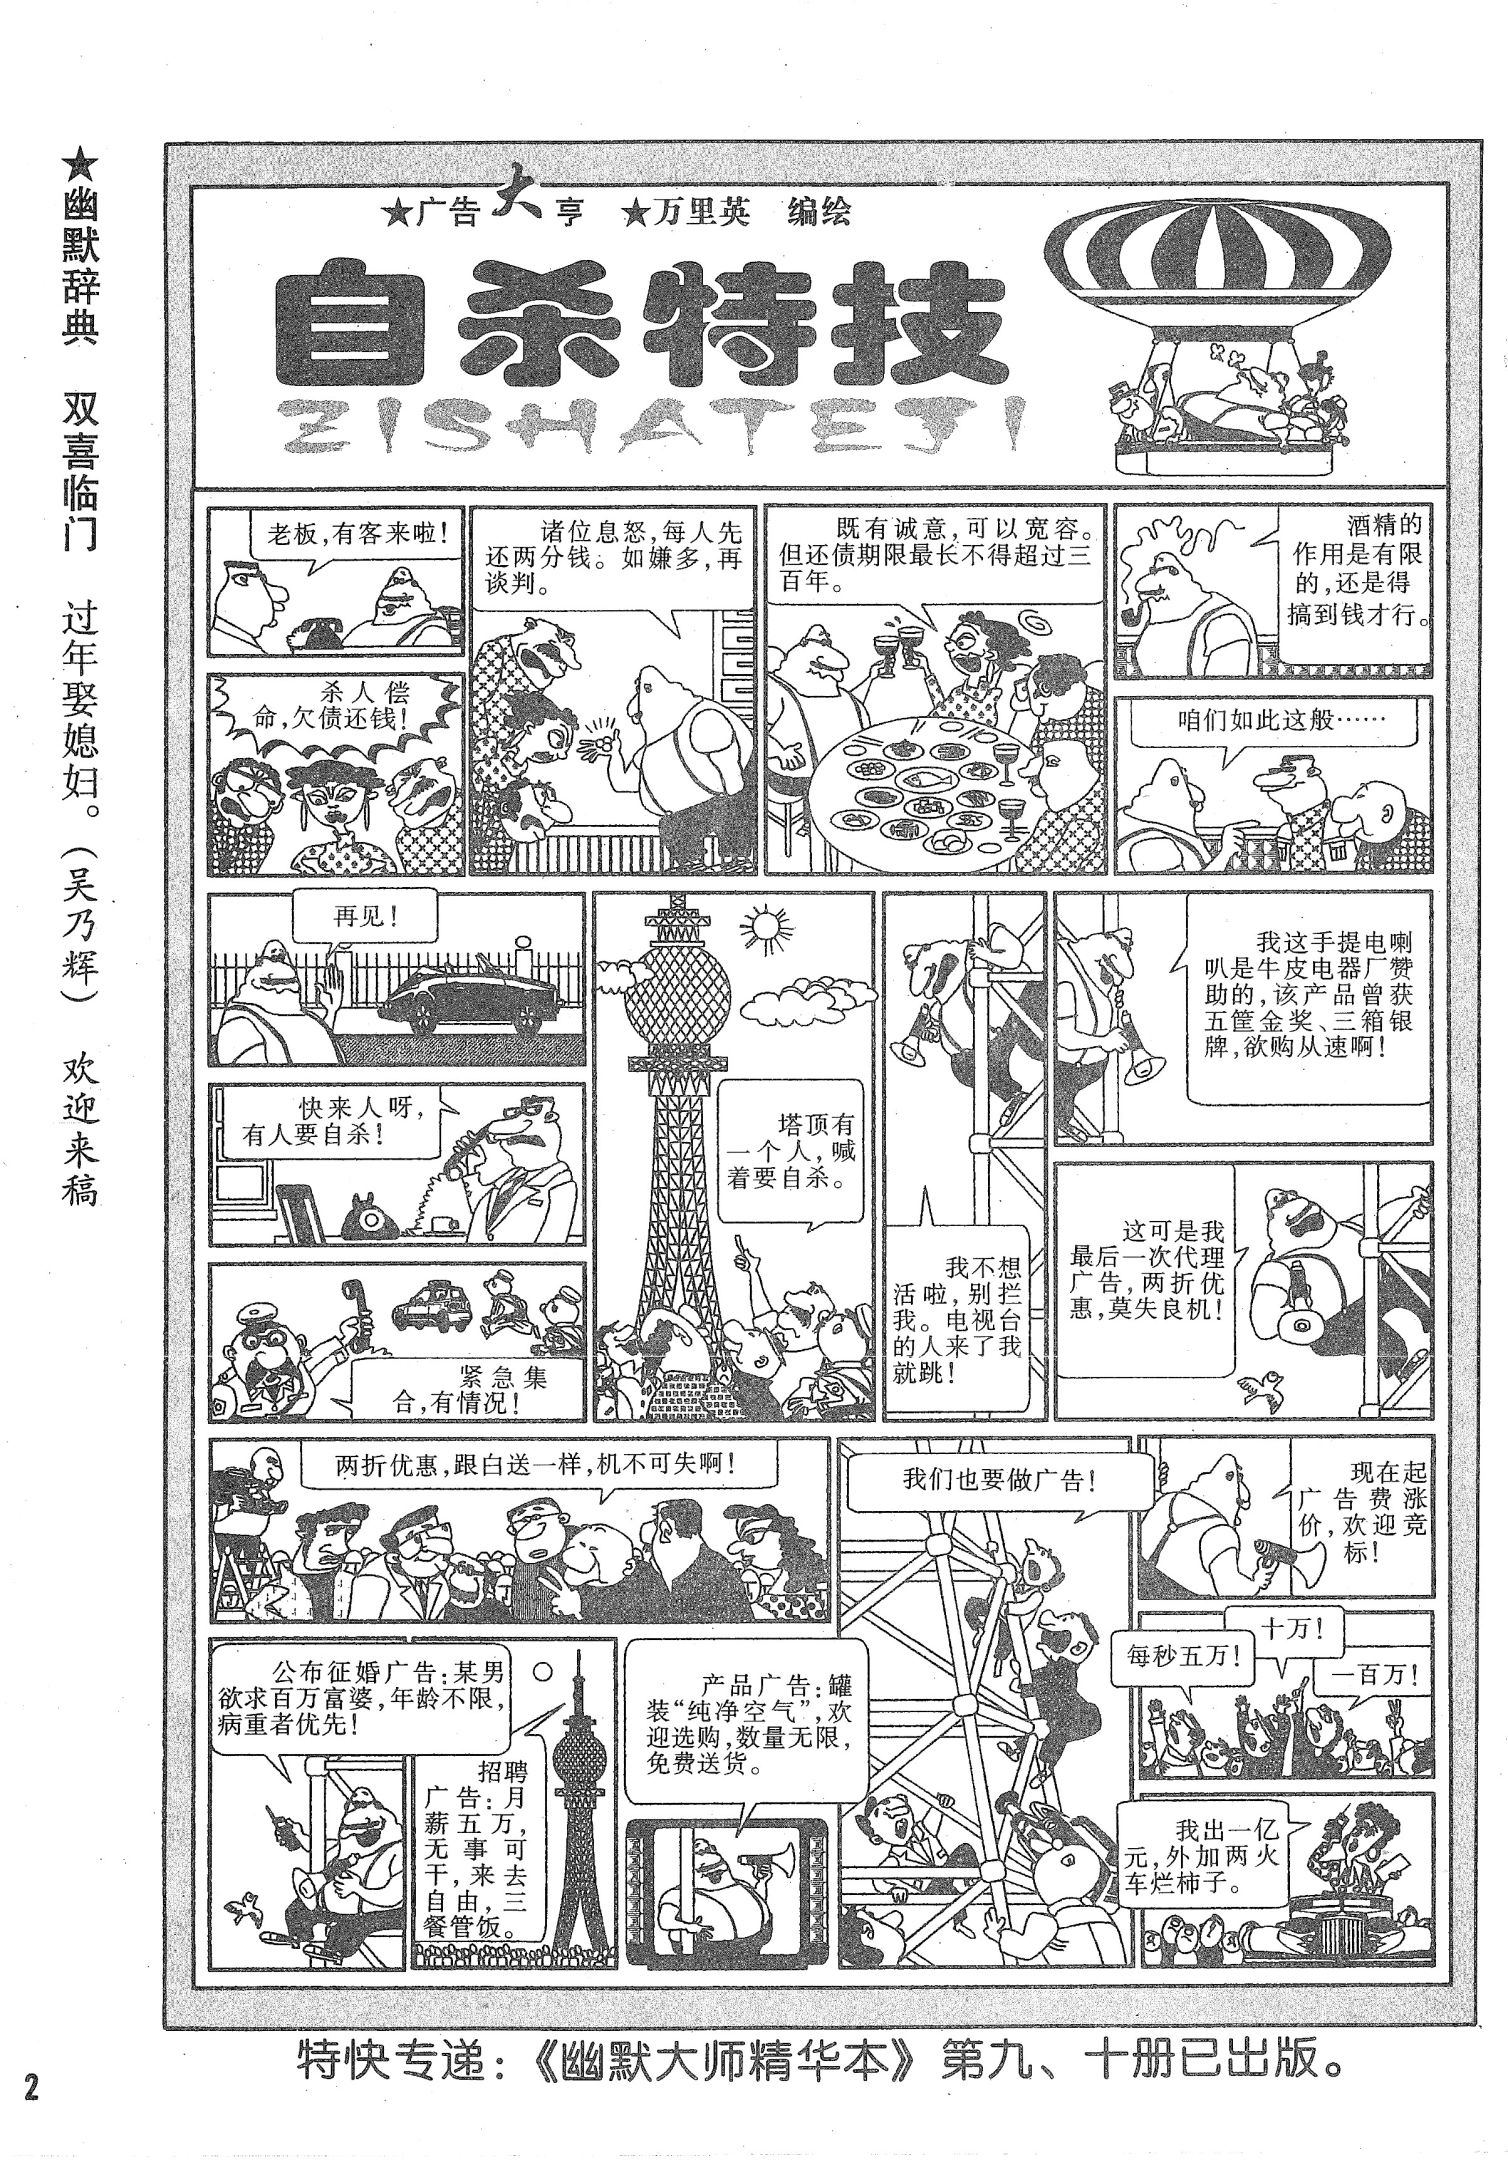 ★幽默辞典　双喜临门　过年娶媳妇。（吴乃辉）　欢迎来稿
★广告大亨　★万里英　编绘
自杀特技
ZISHATEJI
老板,有客来啦!
杀人偿
命,欠债还钱!
诸位息怒,每人先
还两分钱。如嫌多,再
谈判。
既有诚意,可以宽容。
但还债期限最长不得超过三
百年。
酒精的
作用是有限
的,还是得
搞到钱才行。
咱们如此这般……
再见!
快来人呀,
有人要自杀!
紧急集
合,有情况!
塔顶有
一个人,喊
着要自杀。
我不想
活啦,别拦
我。电视台
的人来了我
就跳!
我这手提电喇
叭是牛皮电器厂赞
助的,该产品曾获
五筐金奖、三箱银
牌,欲购从速啊!
这可是我
最后一次代理
广告,两折优
惠,莫失良机!
两折优惠,跟白送一样,机不可失啊!
公布征婚广告:某男
欲求百万富婆,年龄不限,
病重者优先!
招聘
广告:月
薪五万,
无事可
干,来去
自由,三
餐管饭。
产品广告:罐
装“纯净空气”,欢
迎选购,数量无限,
免费送货。
我们也要做广告!
现在起
广告费涨
价,欢迎竞
标!
每秒五万!
十万!
一百万!
我出一亿
元,外加两火
车烂柿子。
特快专递:《幽默大师精华本》第九、十册已出版。
2